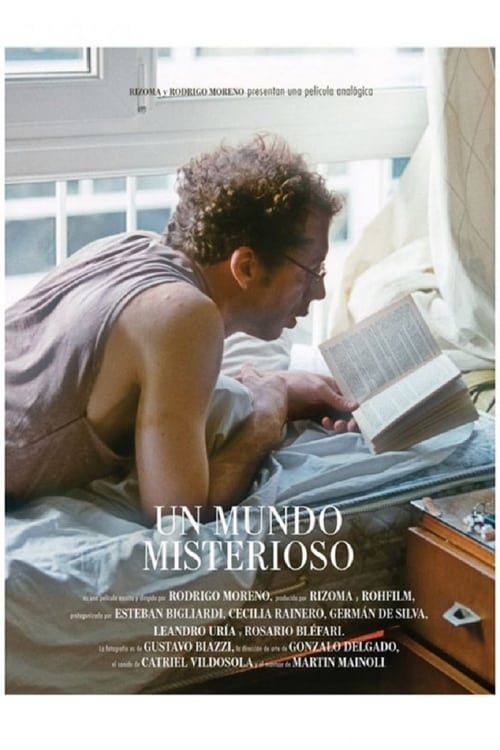 RIZOMA y RODRIGO MORENO presentan una película analógica
UN MUNDO
MISTERIOSO
es una película escrita y dirigida por RODRIGO MORENO, producida por RIZOMA y ROHFILM,
protagonizada por ESTEBAN BIGLIARDI, CECILIA RAINERO, GERMÁN DE SILVA,
LEANDRO URÍA y ROSARIO BLÉFARI.
La fotografía es de GUSTAVO BIAZZI, la dirección de arte de GONZALO DELGADO,
el sonido de CATRIEL VILDOSOLA y el montaje de MARTIN MAINOLI